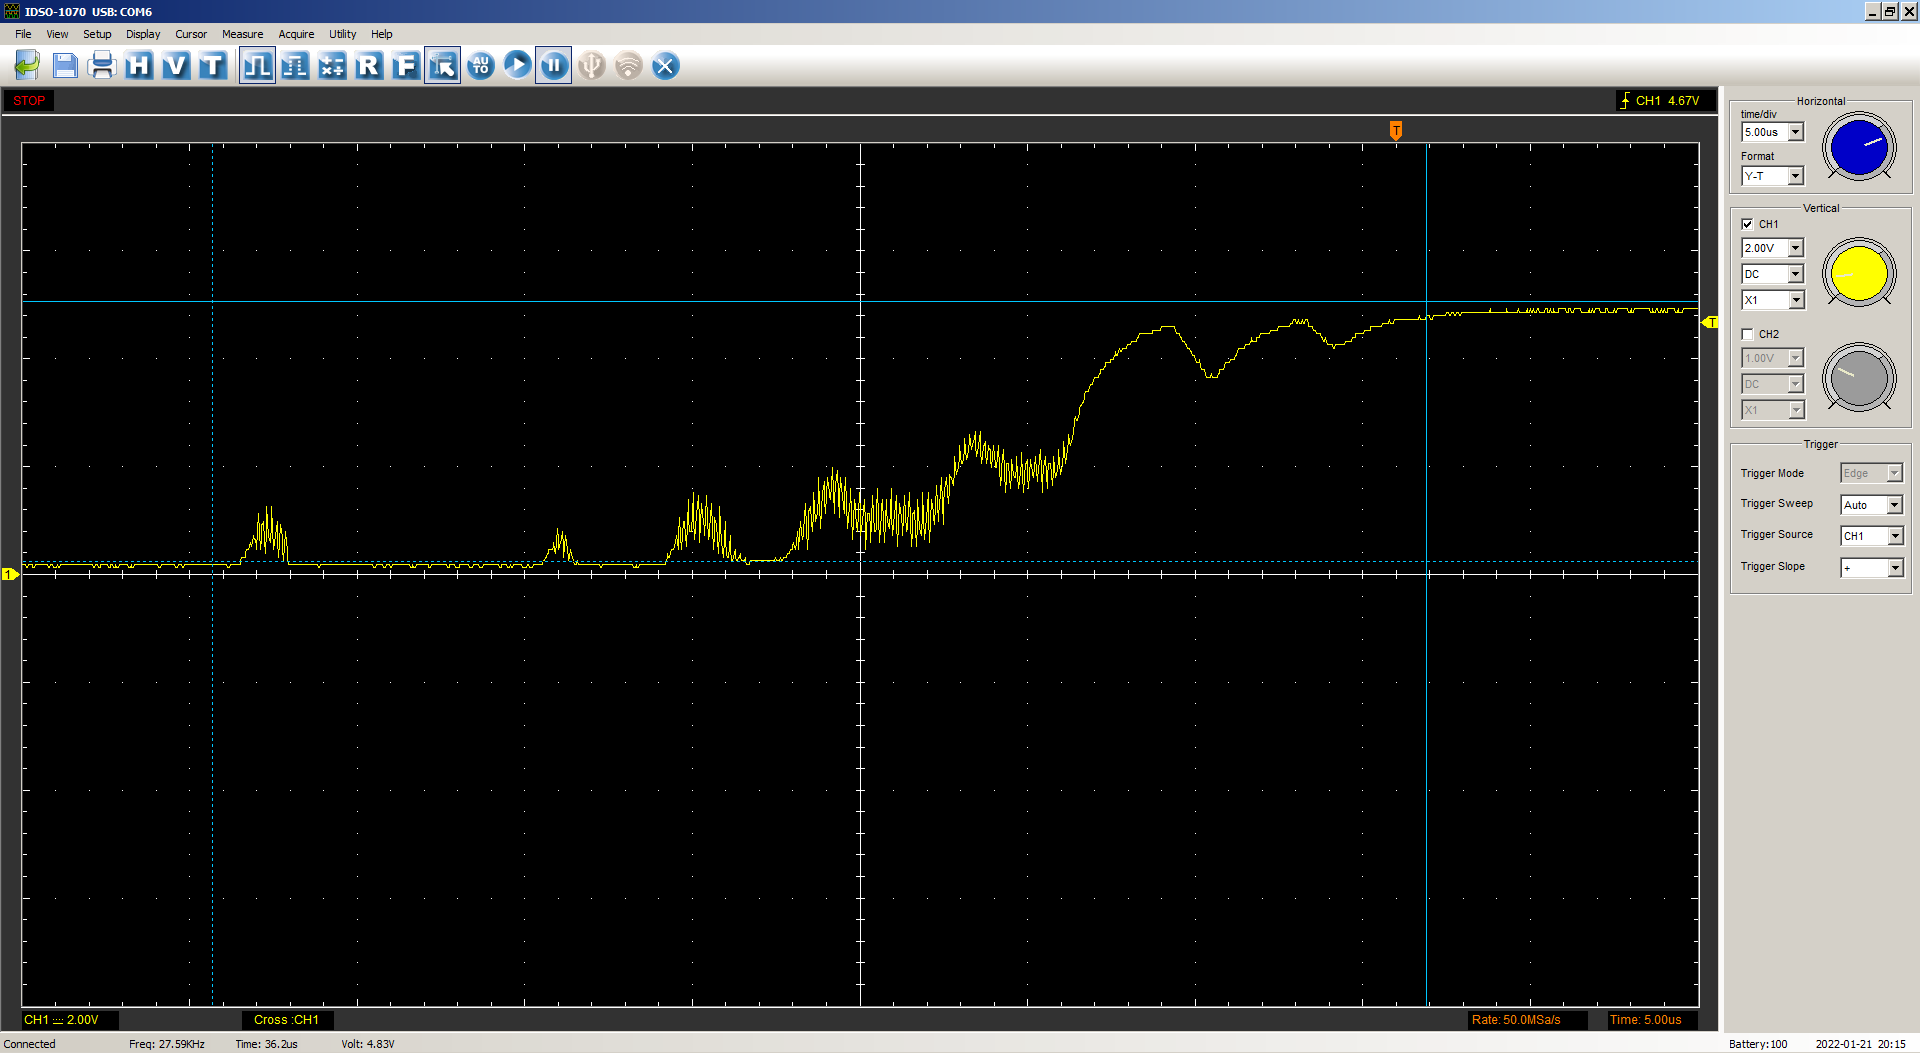 IDSO-1070 USB: COM6
File View Setup Display Cursor Measure Acquire Utility Help
H V T R F AUTO
STOP
CH1 4.67V
T
T
1
CH1 2.00V
Cross :CH1
Rate: 50.0MSa/s
Time: 5.00us
Horizontal
time/div
5.00us
Format
Y-T
Vertical
CH1
2.00V
DC
X1
CH2
1.00V
DC
X1
Trigger
Trigger Mode Edge
Trigger Sweep Auto
Trigger Source CH1
Trigger Slope +
Connected Freq: 27.59KHz Time: 36.2us Volt: 4.83V Battery:100 2022-01-21 20:15